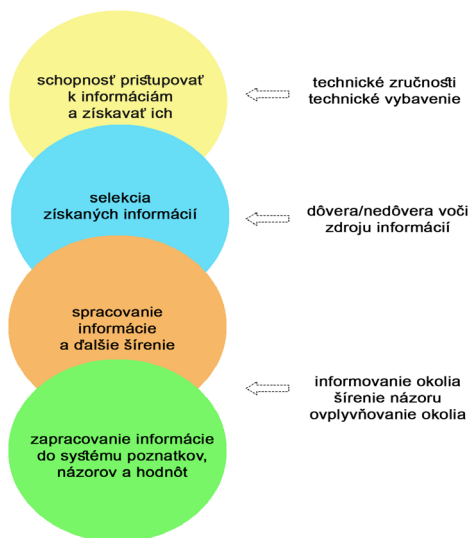 schopnosť pristupovať
k informáciám
a získavať ich
technické zručnosti
technické vybavenie
selekcia
získaných informácií
dôvera/nedôvera voči
zdroju informácií
spracovanie
informácie
a ďalšie šírenie
informovanie okolia
šírenie názoru
ovplyvňovanie okolia
zapracovanie informácie
do systému poznatkov,
názorov a hodnôt